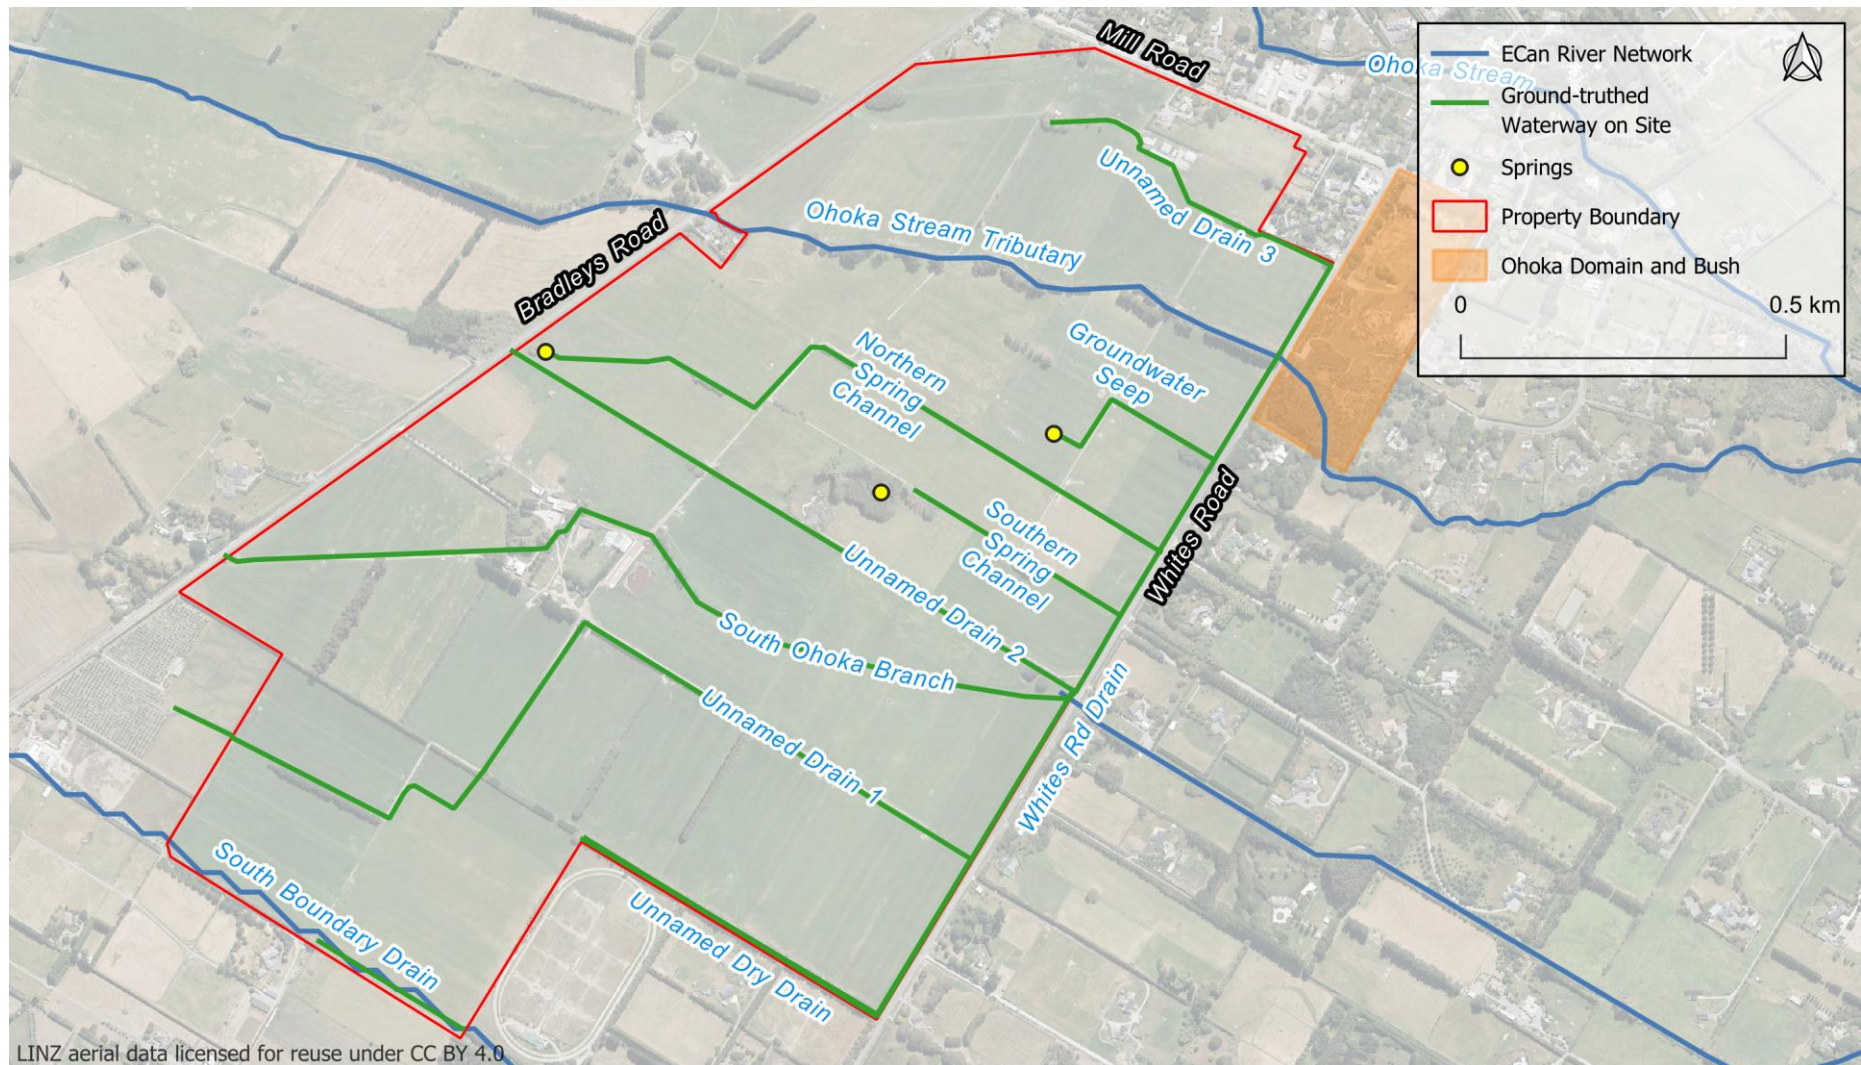 Mill Road
Ohoka Stream
ECan River Network
Ground-truthed
Waterway on Site
Springs
Property Boundary
Ohoka Domain and Bush
0
0.5 km
Unnamed Drain 3
Ohoka Stream Tributary
Bradleys Road
Northern
Spring
Channel
Groundwater
Seep
Whites Road
Southern
Spring
Channel
Unnamed Drain 2
South Ohoka Branch
Unnamed Drain 1
Whites Rd Drain
South Boundary Drain
Unnamed Dry Drain
LINZ aerial data licensed for reuse under CC BY 4.0